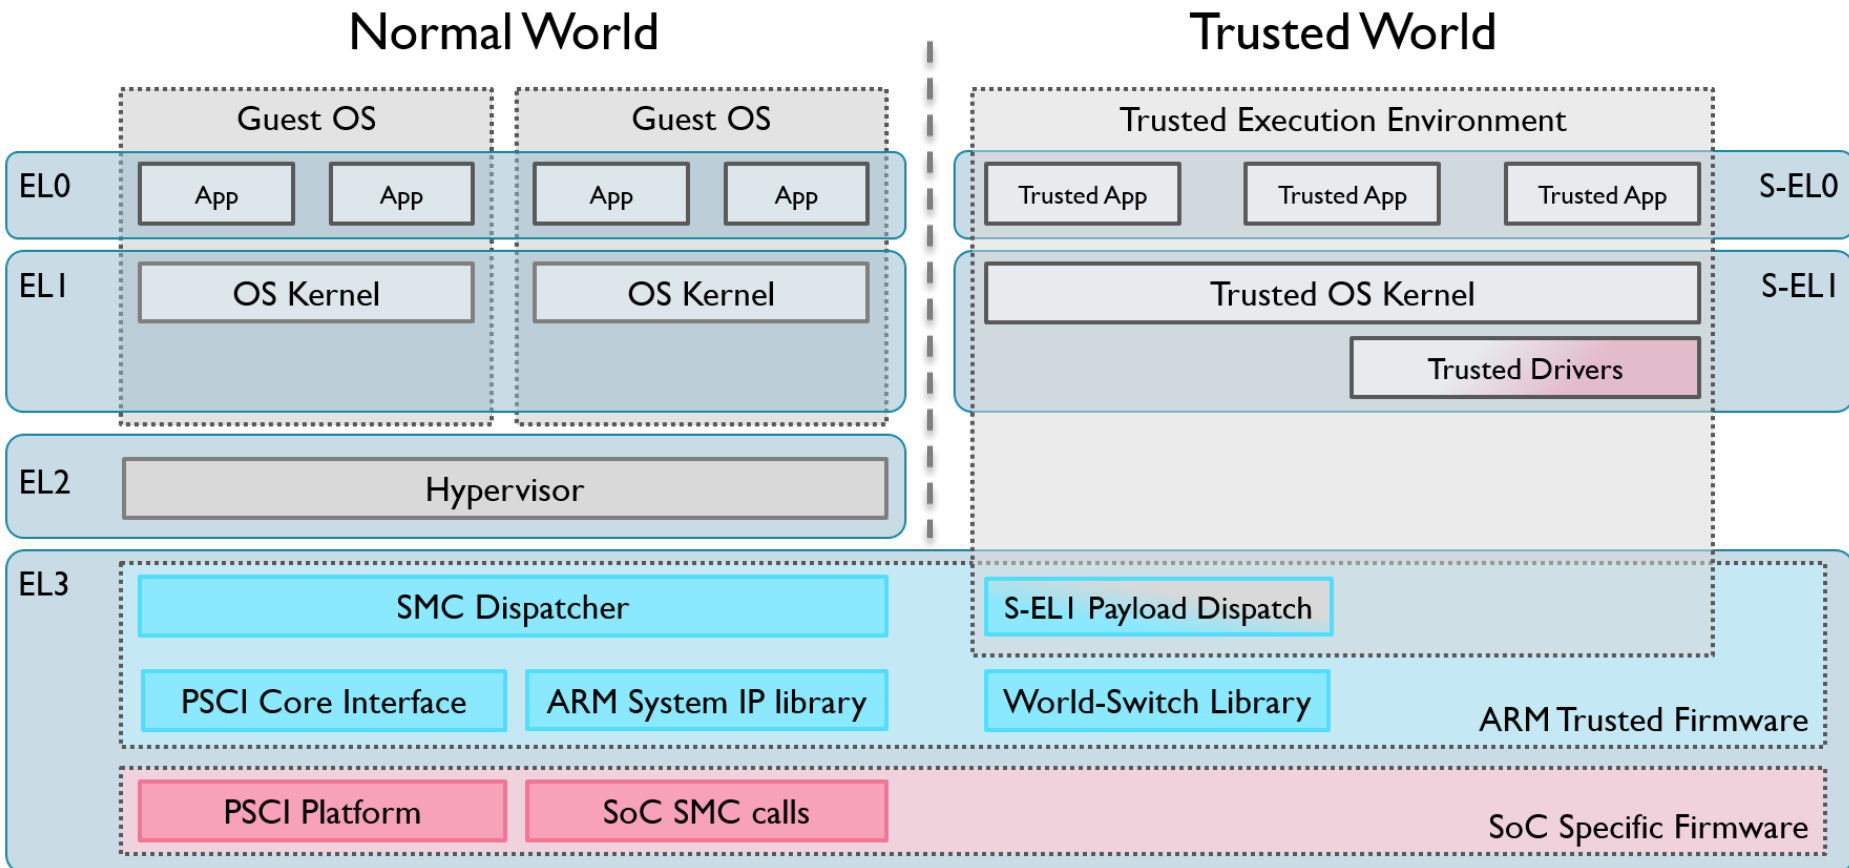 Normal World
Trusted World
Guest OS
Guest OS
Trusted Execution Environment
EL0
App
App
App
App
Trusted App
Trusted App
Trusted App
S-EL0
EL1
OS Kernel
OS Kernel
Trusted OS Kernel
S-EL1
Trusted Drivers
EL2
Hypervisor
EL3
SMC Dispatcher
S-EL1 Payload Dispatch
PSCI Core Interface
ARM System IP library
World-Switch Library
ARM Trusted Firmware
PSCI Platform
SoC SMC calls
SoC Specific Firmware